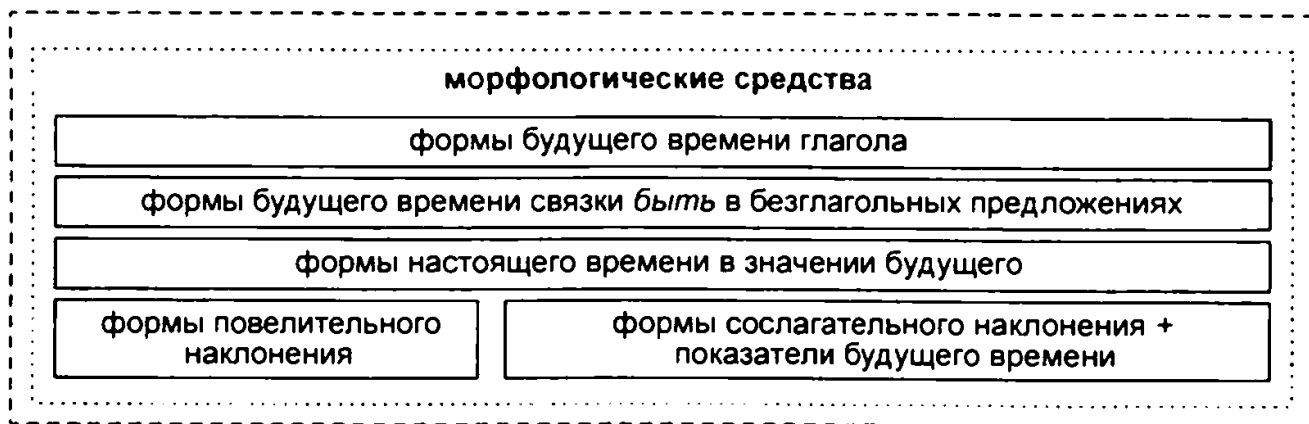 морфологические средства
формы будущего времени глагола
формы будущего времени связки быть в безглагольных предложениях
формы настоящего времени в значении будущего
формы повелительного
наклонения
формы сослагательного наклонения +
показатели будущего времени